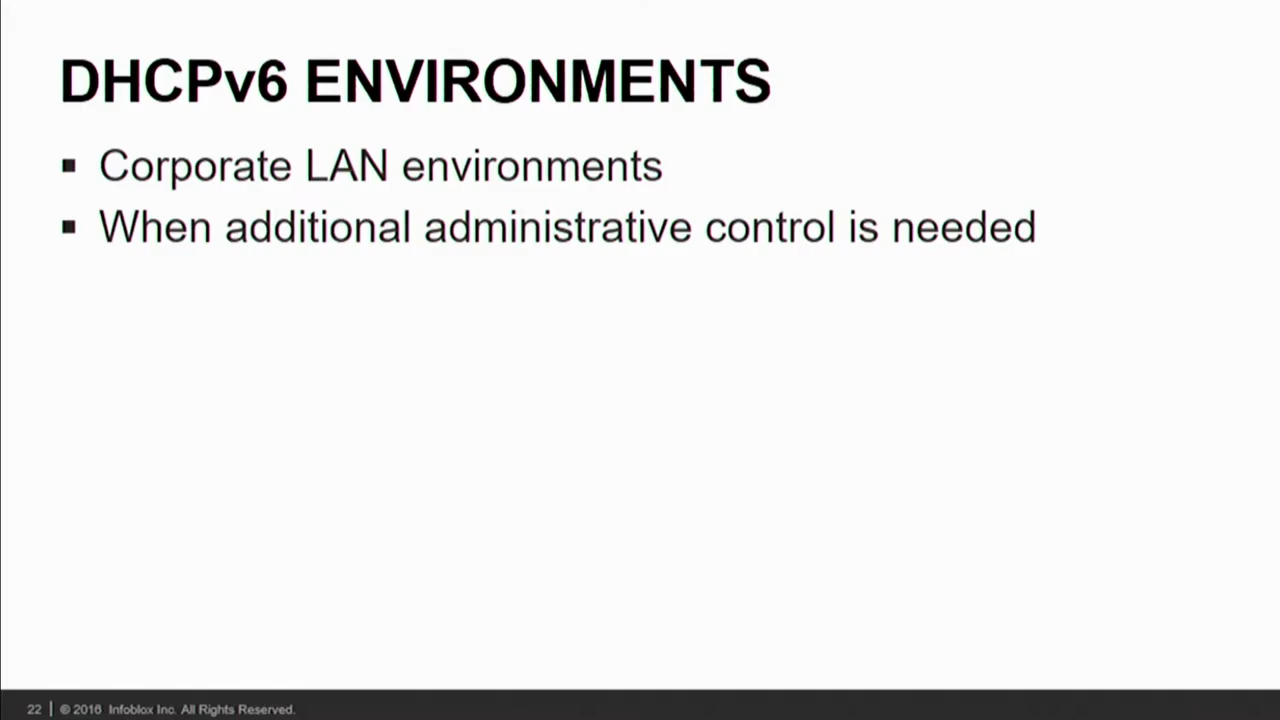 DHCPv6 ENVIRONMENTS
▪ Corporate LAN environments
▪ When additional administrative control is needed
22 | © 2016 Infoblox Inc. All Rights Reserved.